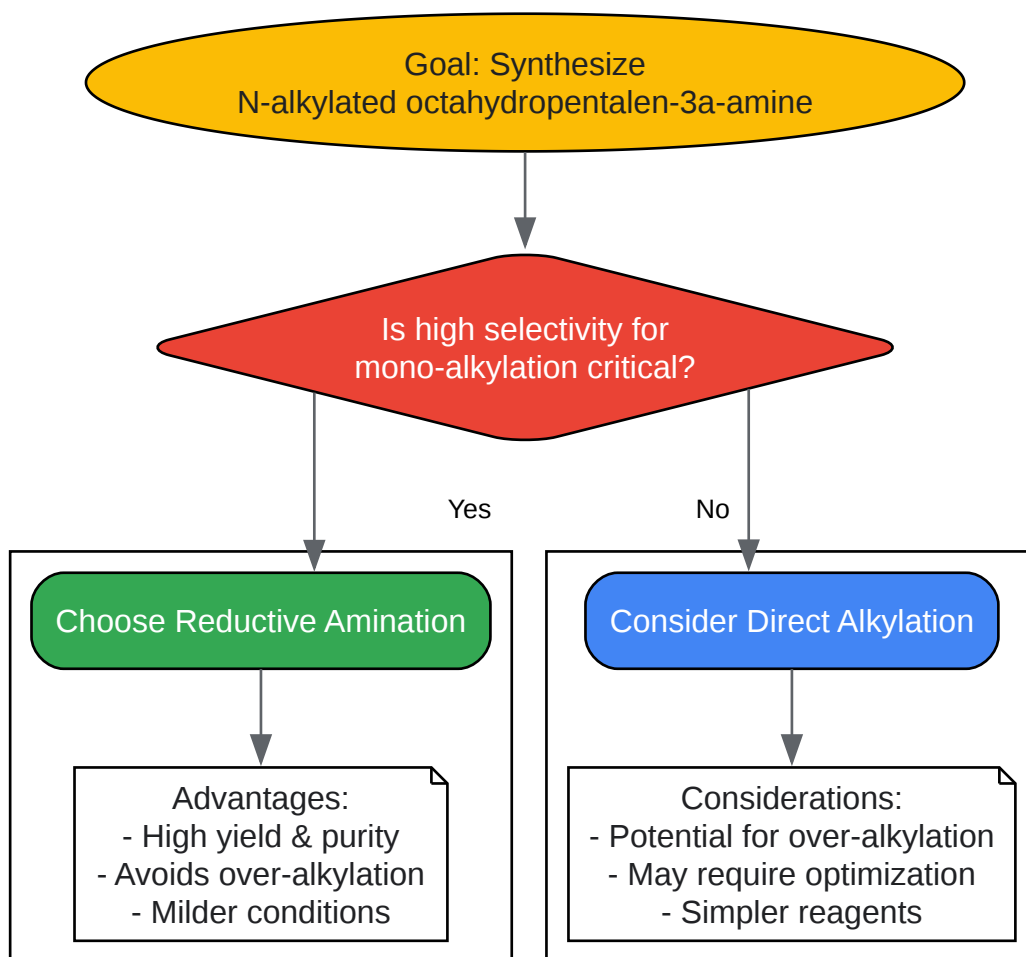 Goal: Synthesize
N-alkylated octahydropentalen-3a-amine
Is high selectivity for
mono-alkylation critical?
Yes
No
Choose Reductive Amination
Consider Direct Alkylation
Advantages:
- High yield & purity
- Avoids over-alkylation
- Milder conditions
Considerations:
- Potential for over-alkylation
- May require optimization
- Simpler reagents